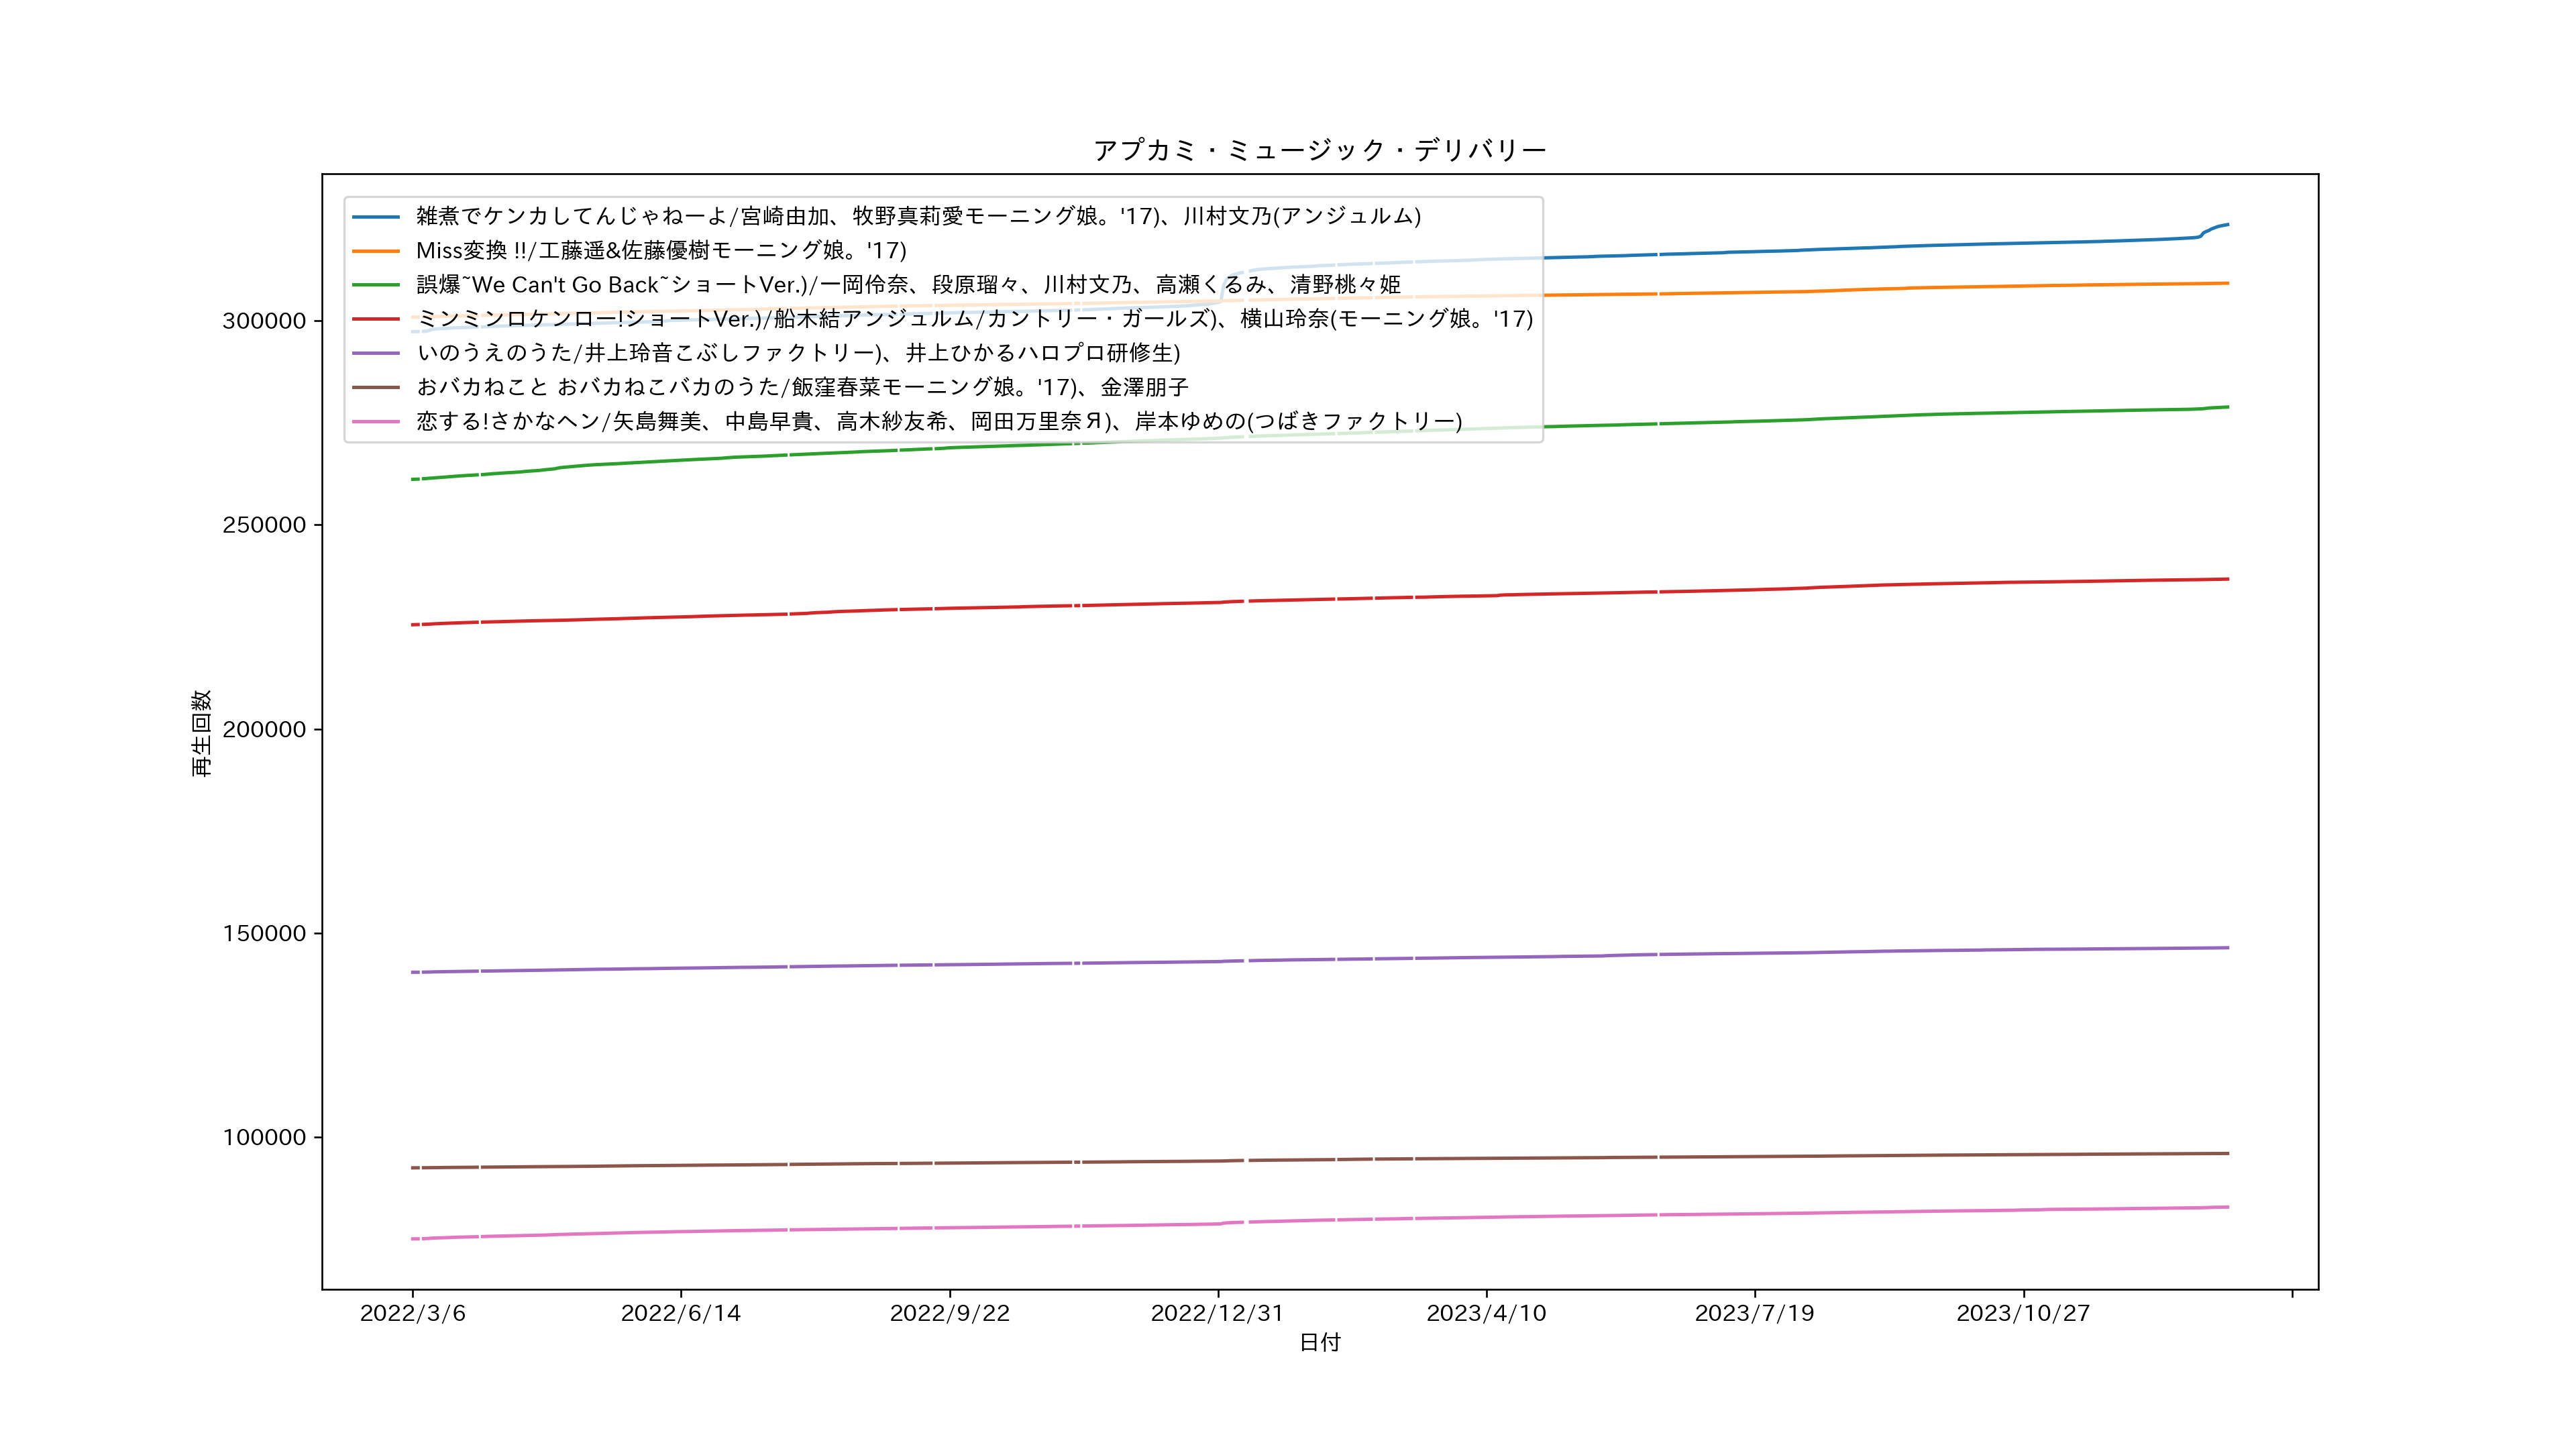 アプカミ・ミュージック・デリバリー
雑煮でケンカしてんじゃねーよ/宮崎由加、牧野真莉愛モーニング娘。'17)、川村文乃(アンジュルム)
Miss変換 !!/工藤遥&佐藤優樹モーニング娘。'17)
誤爆~We Can't Go Back~ショートVer.)/一岡伶奈、段原瑠々、川村文乃、高瀬くるみ、清野桃々姫
ミンミンロケンロー!ショートVer.)/船木結アンジュルム/カントリー・ガールズ)、横山玲奈(モーニング娘。'17)
いのうえのうた/井上玲音こぶしファクトリー)、井上ひかるハロプロ研修生)
おバカねこと おバカねこバカのうた/飯窪春菜モーニング娘。'17)、金澤朋子
恋する!さかなヘン/矢島舞美、中島早貴、高木紗友希、岡田万里奈Я)、岸本ゆめの(つばきファクトリー)
300000
250000
200000
150000
100000
再生回数
2022/3/6
2022/6/14
2022/9/22
2022/12/31
2023/4/10
2023/7/19
2023/10/27
日付